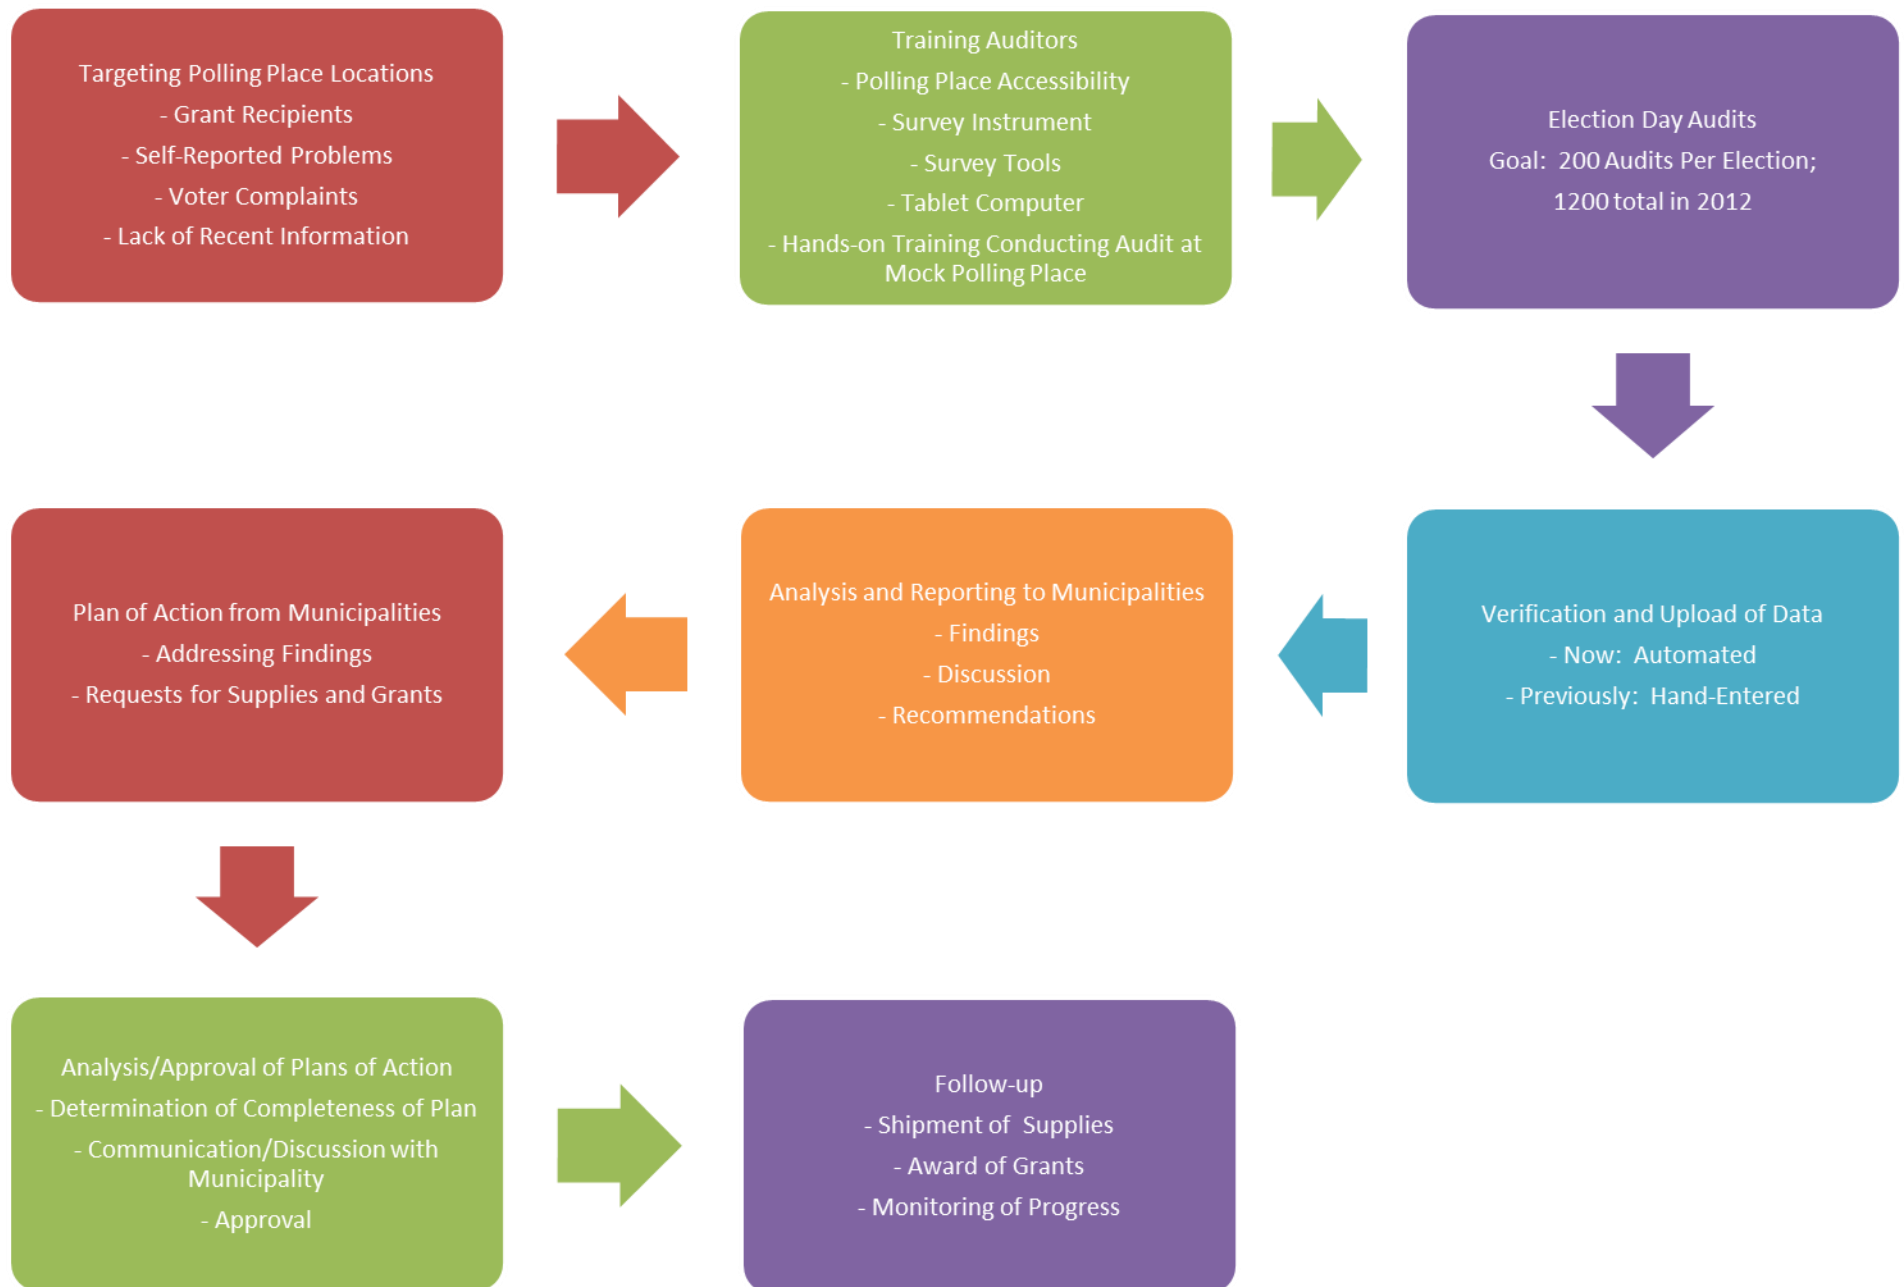 Targeting Polling Place Locations
- Grant Recipients
- Self-Reported Problems
- Voter Complaints
- Lack of Recent Information
Training Auditors
- Polling Place Accessibility
- Survey Instrument
- Survey Tools
- Tablet Computer
- Hands-on Training Conducting Audit at
Mock Polling Place
Election Day Audits
Goal: 200 Audits Per Election;
1200 total in 2012
Verification and Upload of Data
- Now: Automated
- Previously: Hand-Entered
Analysis and Reporting to Municipalities
- Findings
- Discussion
- Recommendations
Plan of Action from Municipalities
- Addressing Findings
- Requests for Supplies and Grants
Analysis/Approval of Plans of Action
- Determination of Completeness of Plan
- Communication/Discussion with
Municipality
- Approval
Follow-up
- Shipment of Supplies
- Award of Grants
- Monitoring of Progress